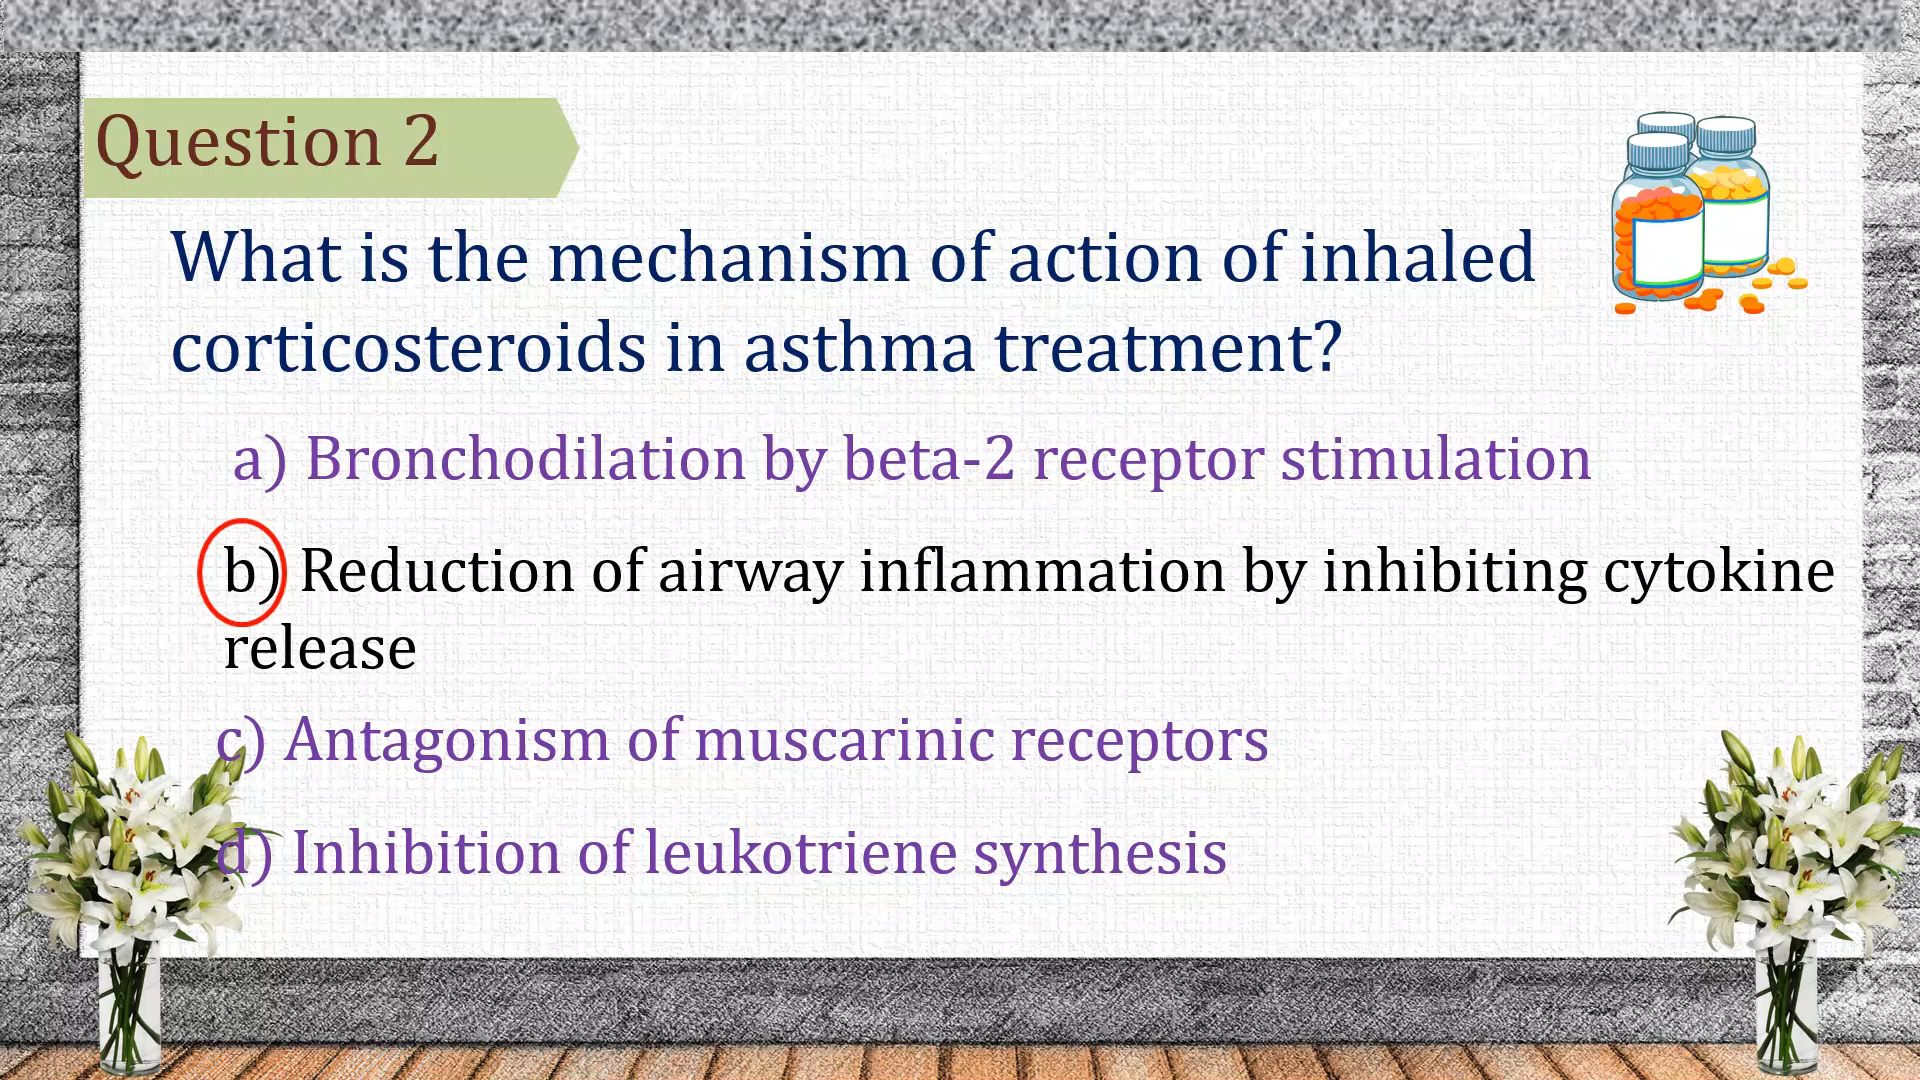 Question 2
What is the mechanism of action of inhaled
corticosteroids in asthma treatment?
a) Bronchodilation by beta-2 receptor stimulation
b) Reduction of airway inflammation by inhibiting cytokine
release
c) Antagonism of muscarinic receptors
d) Inhibition of leukotriene synthesis